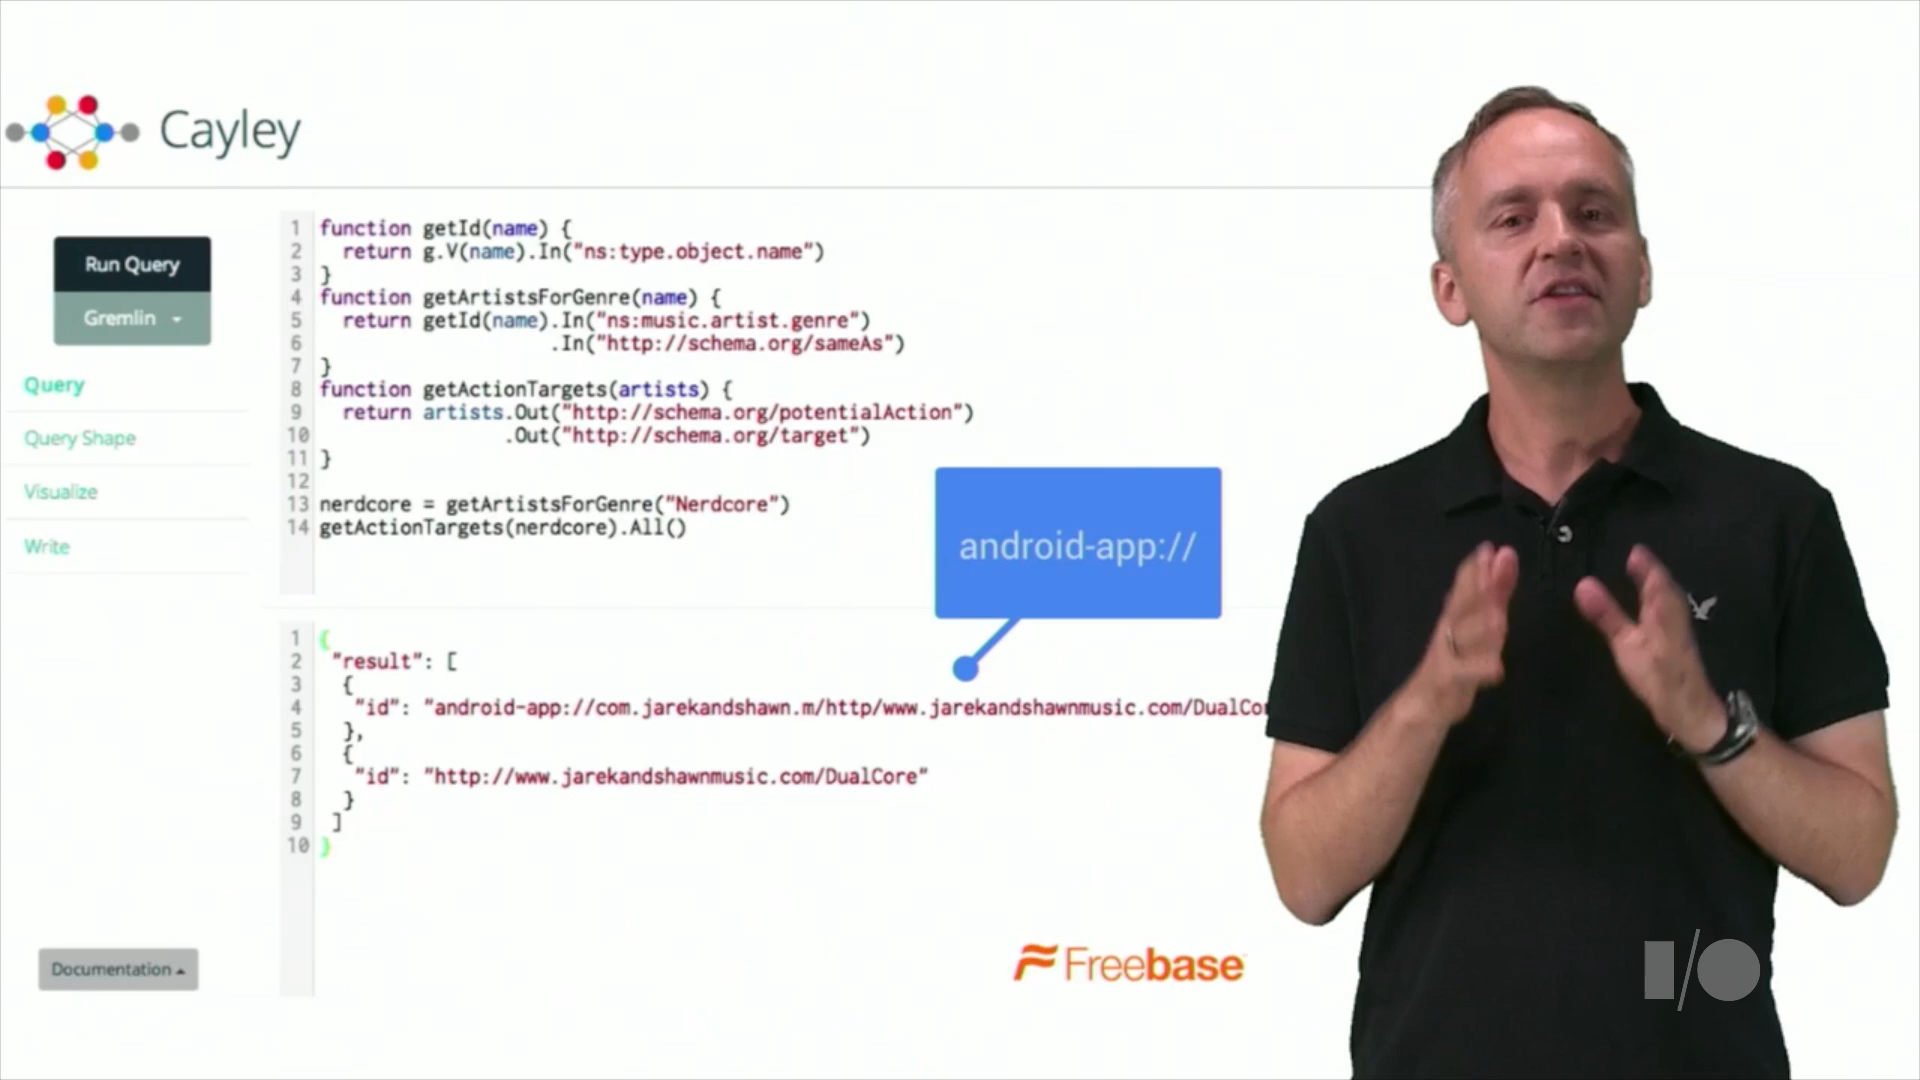 Cayley
Run Query
Gremlin
Query
Query Shape
Visualize
Write
Documentation
1 function getId(name) {
2 return g.V(name).In("ns:type.object.name")
3 }
4 function getArtistsForGenre(name) {
5 return getId(name).In("ns:music.artist.genre")
6 .In("http://schema.org/sameAs")
7 }
8 function getActionTargets(artists) {
9 return artists.Out("http://schema.org/potentialAction")
10 .Out("http://schema.org/target")
11 }
12
13 nerdcore = getArtistsForGenre("Nerdcore")
14 getActionTargets(nerdcore).All()
android-app://
1 {
2 "result": [
3 {
4 "id": "android-app://com.jarekandshawn.m/http/www.jarekandshawnmusic.com/DualCor
5 },
6 {
7 "id": "http://www.jarekandshawnmusic.com/DualCore"
8 }
9 ]
10 }
Freebase
I/O